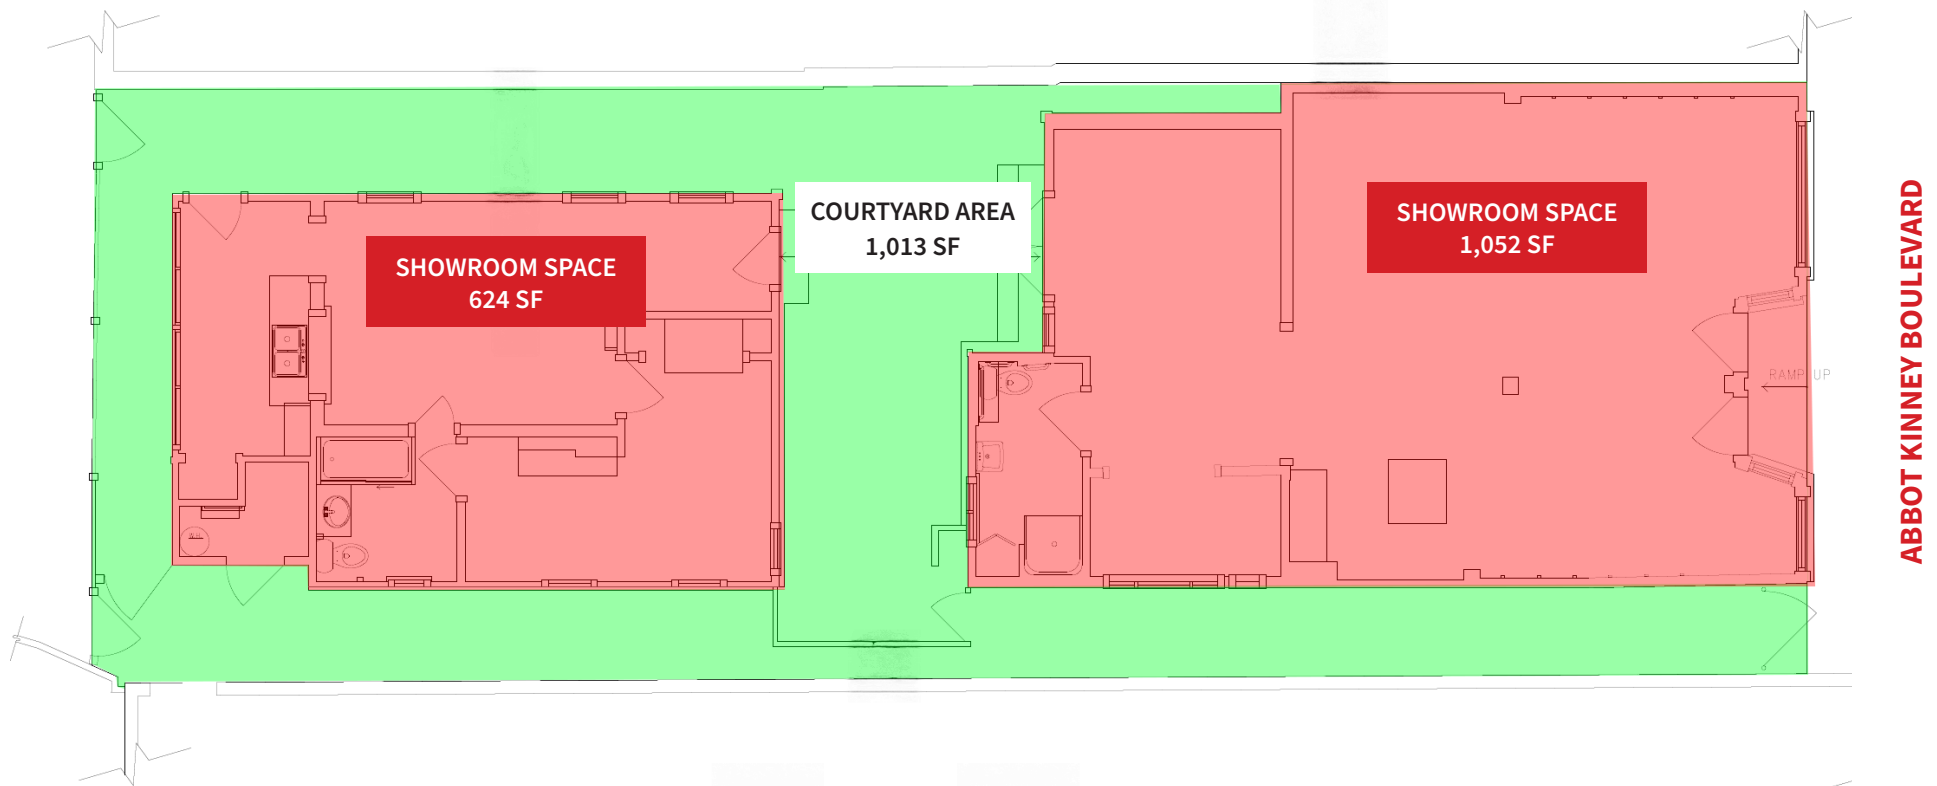 COURTYARD AREA
1,013 SF
SHOWROOM SPACE
1,052 SF
SHOWROOM SPACE
624 SF
RAMP UP
ABBOT KINNEY BOULEVARD